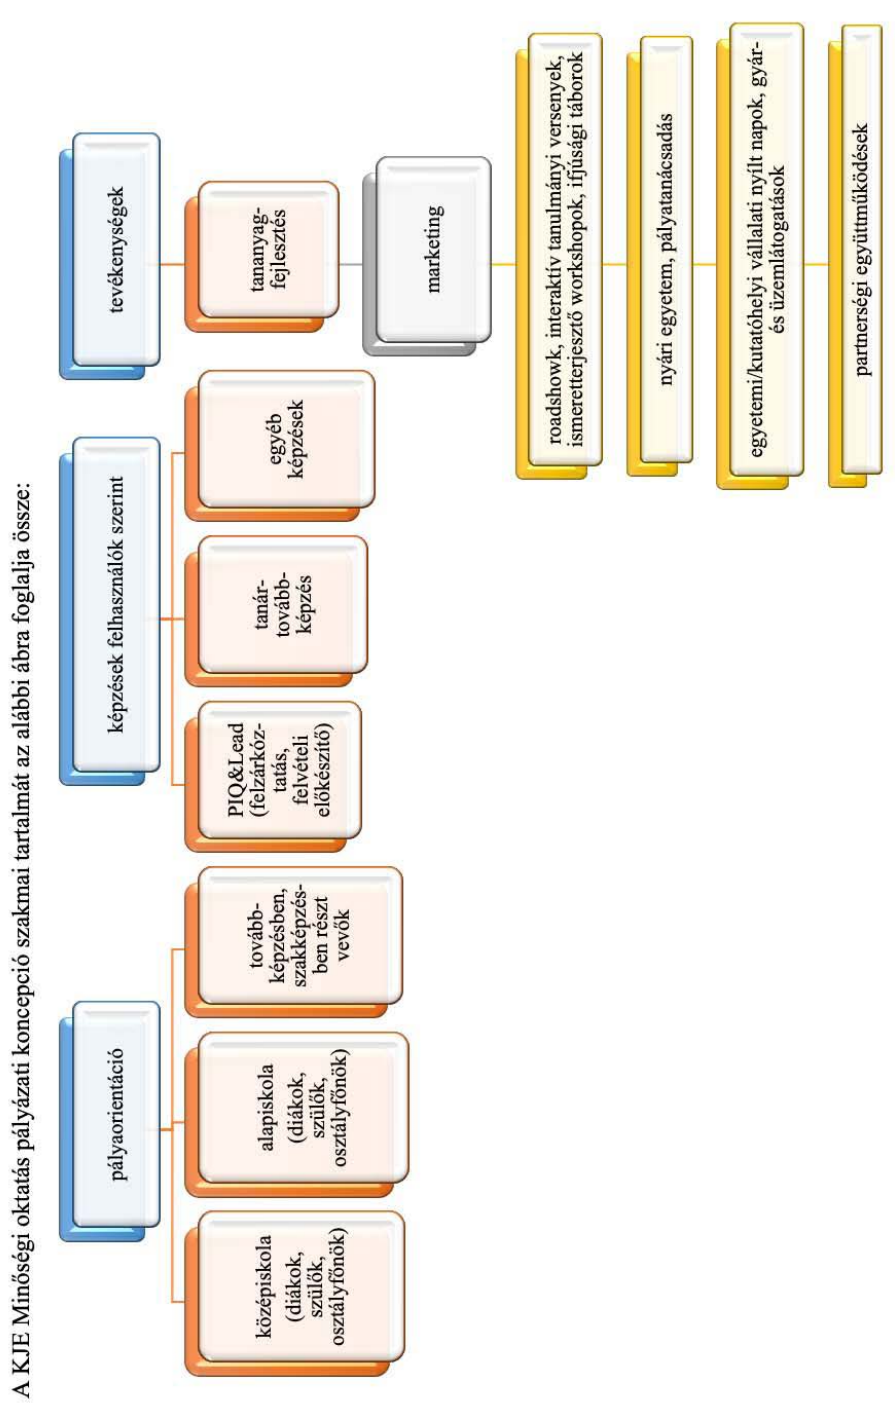 A KJE Minőségi oktatás pályázati koncepció szakmai tartalmát az alábbi ábra foglalja össze:
pályaorientáció
középiskola
(diákok,
szülők,
osztályfőnök)
alapiskola
(diákok,
szülők,
osztályfőnök)
tovább-
képzésben,
szakképzés-
ben részt
vevők
képzések felhasználók szerint
PIQ&Lead
(felzárkóz-
tatás,
felvételi
előkészítő)
tanár-
tovább-
képzés
egyéb
képzések
tevékenységek
tananyag-
fejlesztés
marketing
roadshowk, interaktív tanulmányi versenyek,
ismeretterjesztő workshopok, ifjúsági táborok
nyári egyetem, pályatanácsadás
egyetemi/kutatóhelyi vállalati nyílt napok, gyár-
és üzemlátogatások
partnerségi együttműködések